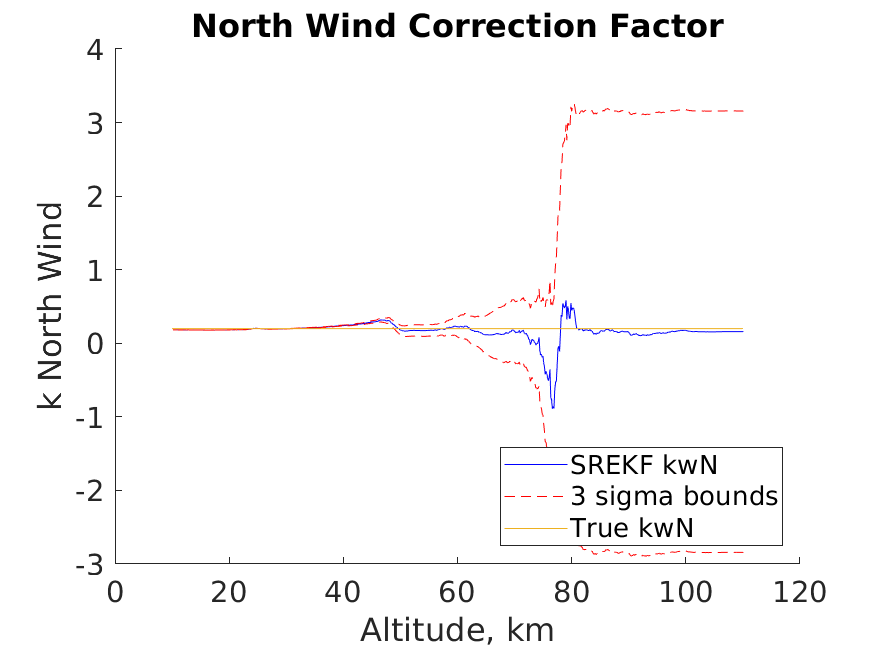 North Wind Correction Factor
4
3
2
1
0
-1
-2
-3
k North Wind
SREKF kwN
3 sigma bounds
True kwN
0 20 40 60 80 100 120
Altitude, km